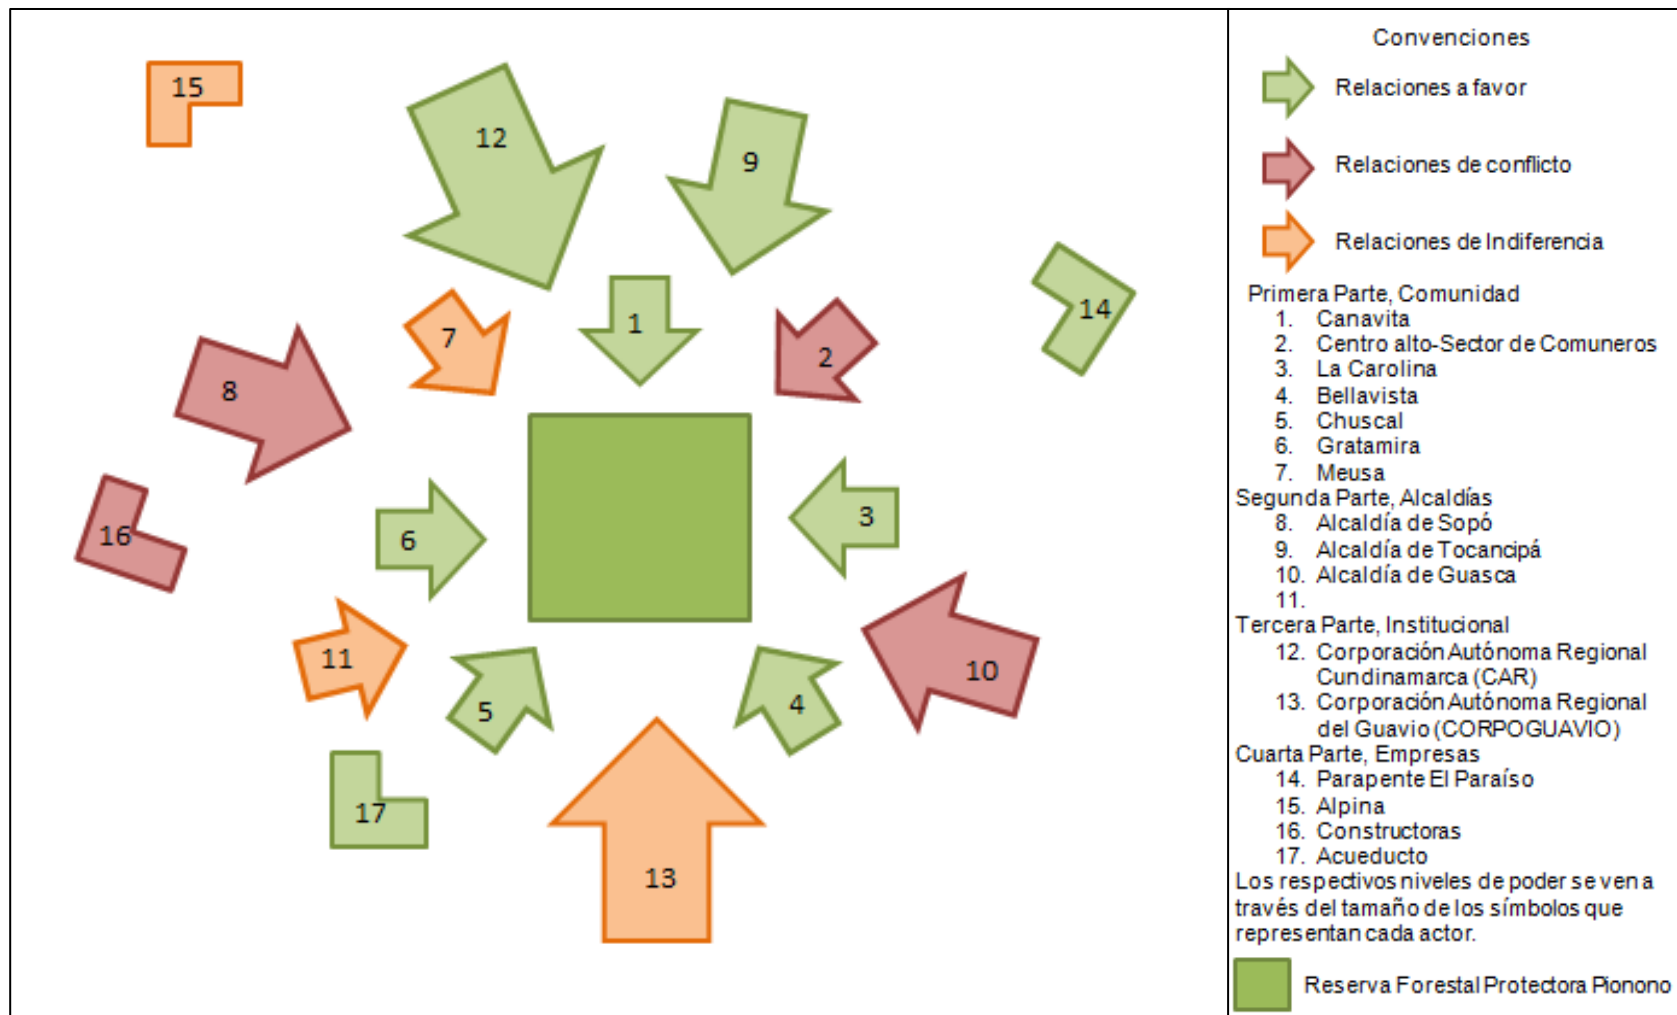 15
12
9
14
1
7
2
8
3
16
6
11
10
5
4
17
13
Convenciones
Relaciones a favor
Relaciones de conflicto
Relaciones de Indiferencia
Primera Parte, Comunidad
1. Canavita
2. Centro alto-Sector de Comuneros
3. La Carolina
4. Bellavista
5. Chuscal
6. Gratamira
7. Meusa
Segunda Parte, Alcaldías
8. Alcaldía de Sopó
9. Alcaldía de Tocancipá
10. Alcaldía de Guasca
11.
Tercera Parte, Institucional
12. Corporación Autónoma Regional
Cundinamarca (CAR)
13. Corporación Autónoma Regional
del Guavio (CORPOGUAVIO)
Cuarta Parte, Empresas
14. Parapente El Paraíso
15. Alpina
16. Constructoras
17. Acueducto
Los respectivos niveles de poder se ven a
través del tamaño de los símbolos que
representan cada actor.
Reserva Forestal Protectora Pionono